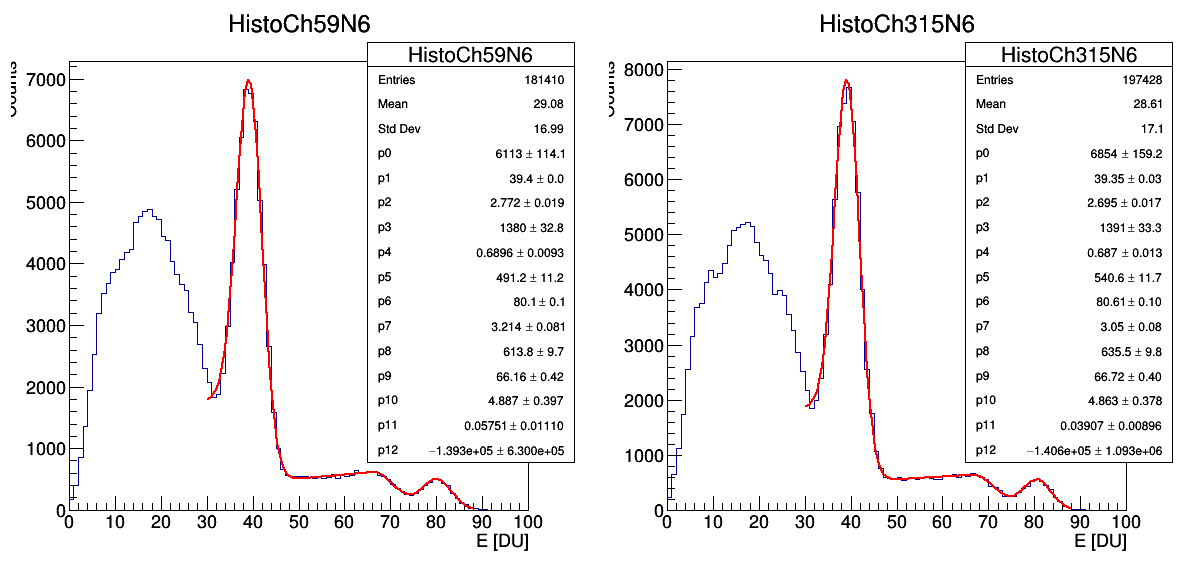 HistoCh59N6
HistoCh59N6
Entries 181410
Mean 29.08
Std Dev 16.99
p0 6113 ± 114.1
p1 39.4 ± 0.0
p2 2.772 ± 0.019
p3 1380 ± 32.8
p4 0.6896 ± 0.0093
p5 491.2 ± 11.2
p6 80.1 ± 0.1
p7 3.214 ± 0.081
p8 613.8 ± 9.7
p9 66.16 ± 0.42
p10 4.887 ± 0.397
p11 0.05751 ± 0.01110
p12 −1.393e+05 ± 6.300e+05
7000
6000
5000
4000
3000
2000
1000
0
0 10 20 30 40 50 60 70 80 90 100
E [DU]
HistoCh315N6
HistoCh315N6
Entries 197428
Mean 28.61
Std Dev 17.1
p0 6854 ± 159.2
p1 39.35 ± 0.03
p2 2.695 ± 0.017
p3 1391 ± 33.3
p4 0.687 ± 0.013
p5 540.6 ± 11.7
p6 80.61 ± 0.10
p7 3.05 ± 0.08
p8 635.5 ± 9.8
p9 66.72 ± 0.40
p10 4.863 ± 0.378
p11 0.03907 ± 0.00896
p12 −1.406e+05 ± 1.093e+06
8000
7000
6000
5000
4000
3000
2000
1000
0
0 10 20 30 40 50 60 70 80 90 100
E [DU]